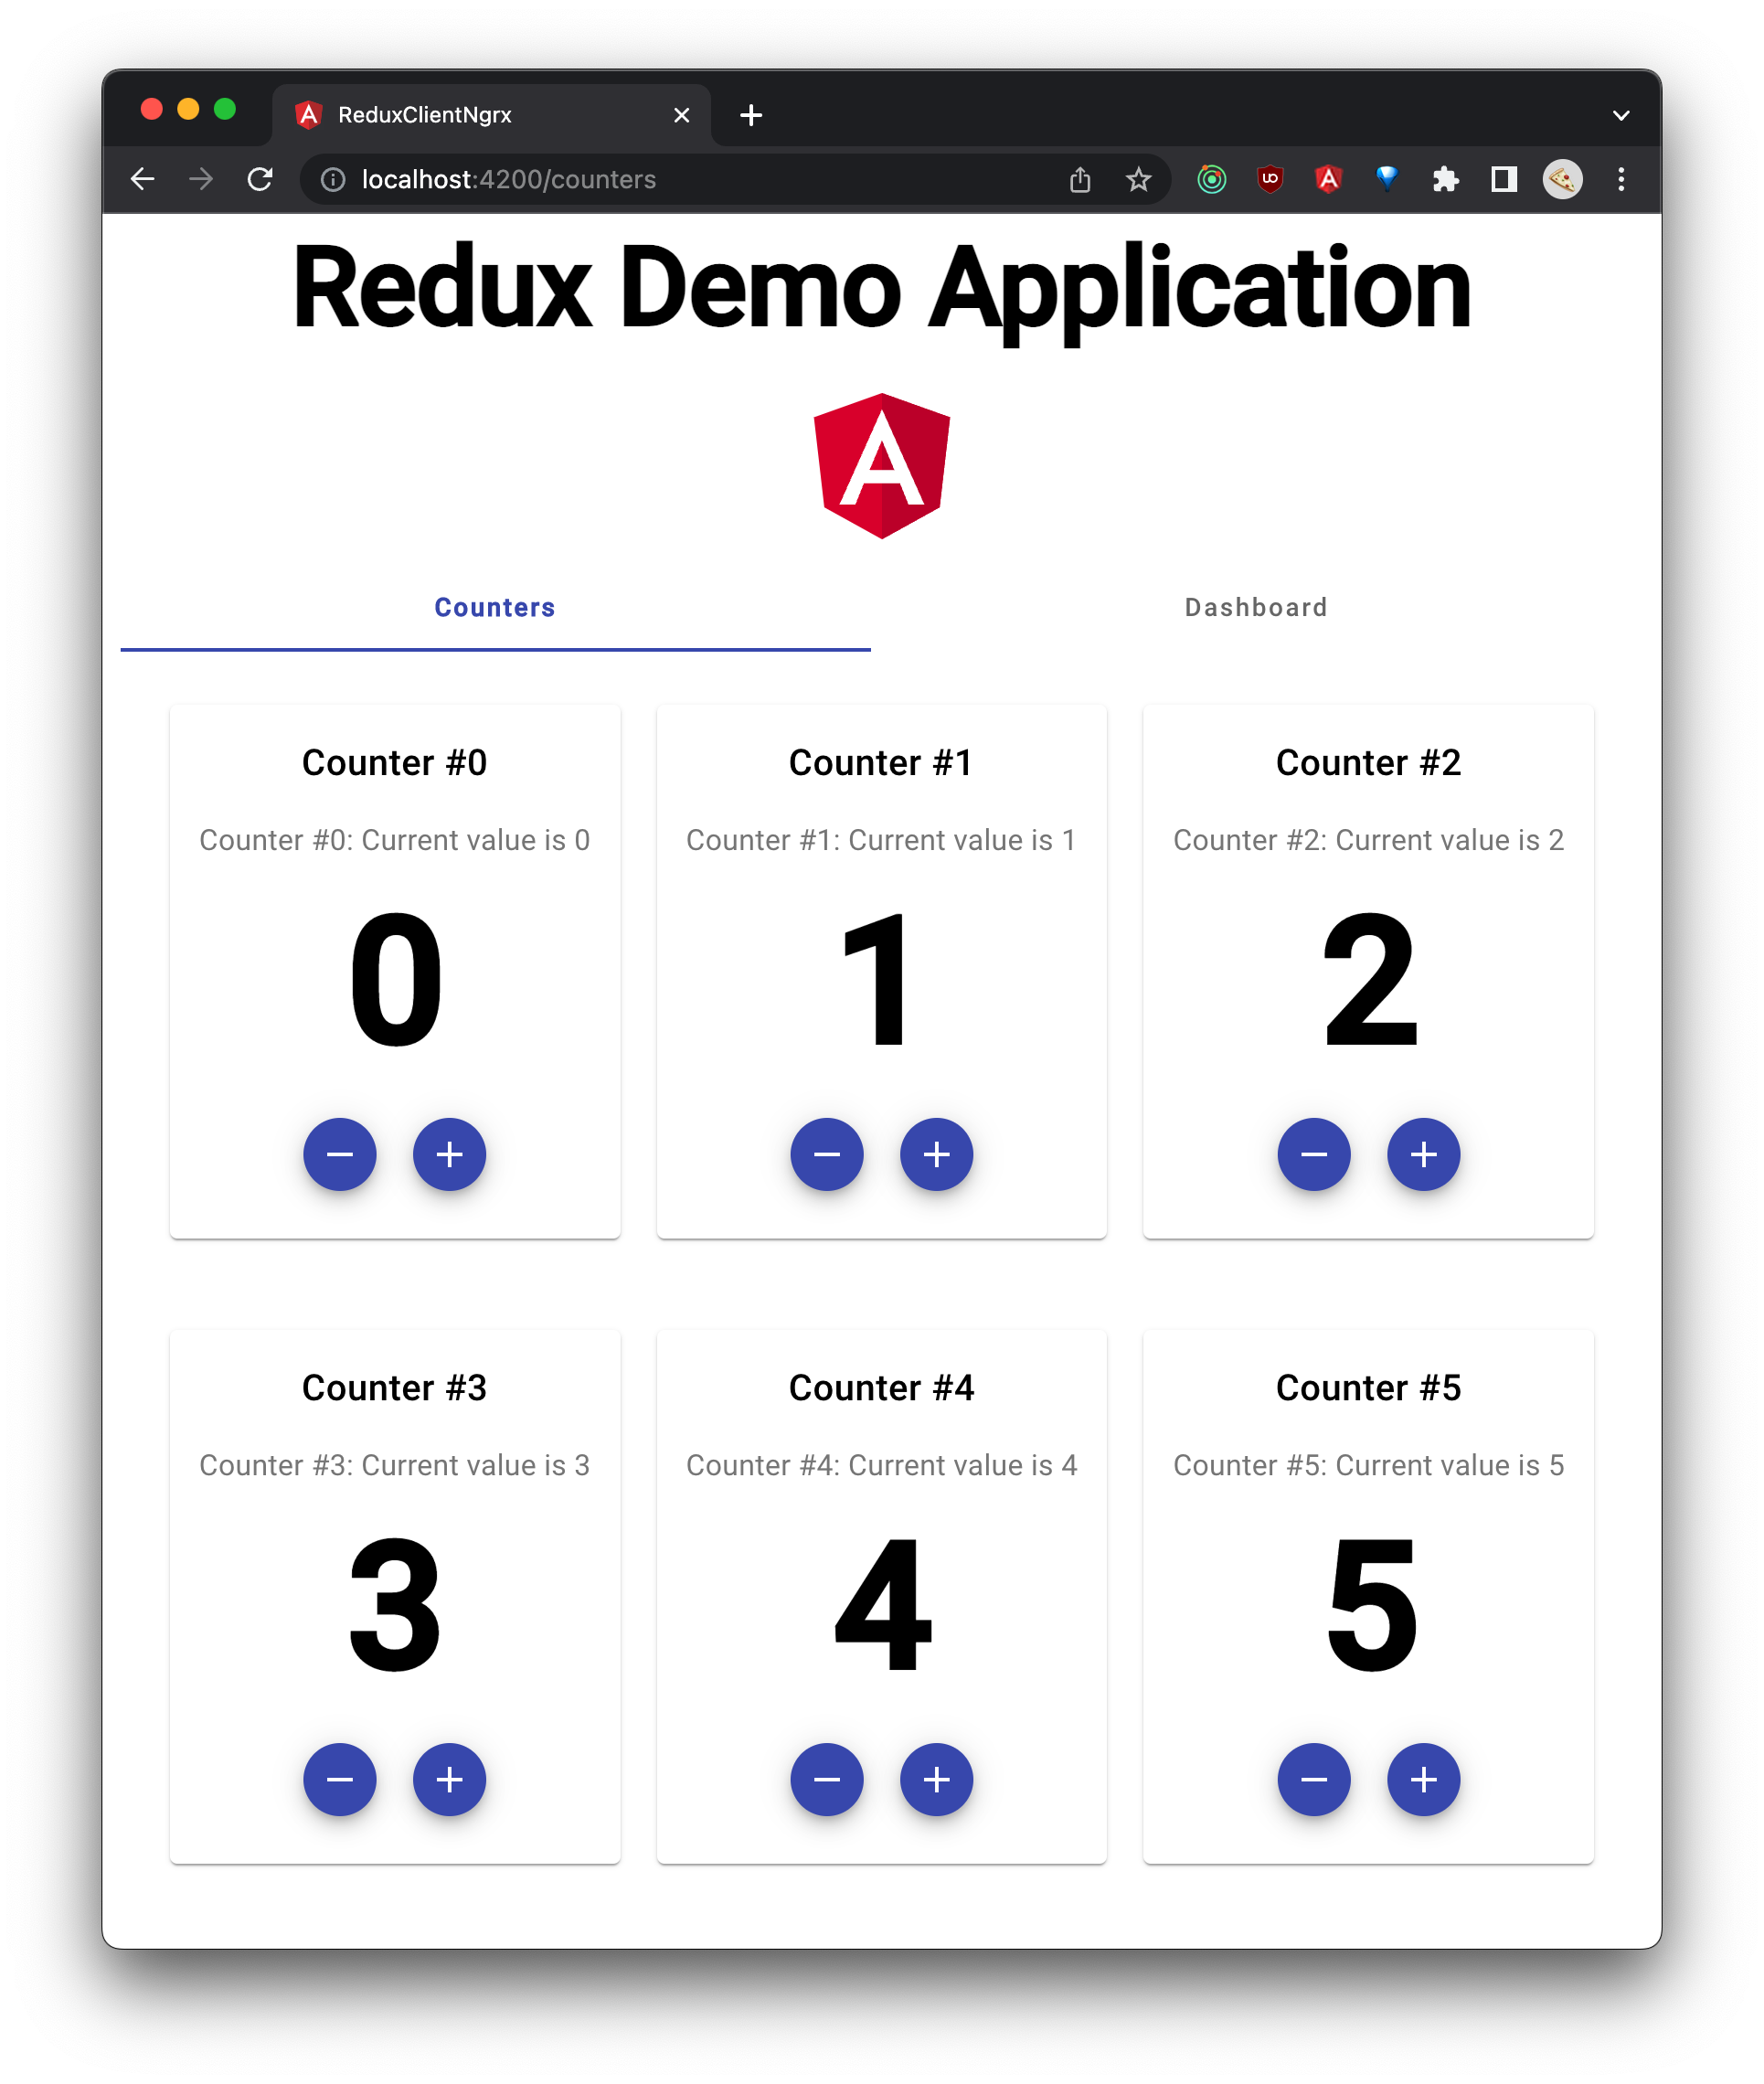 ReduxClientNgrx
localhost:4200/counters
Redux Demo Application
Counters Dashboard
Counter #0 Counter #1 Counter #2
Counter #0: Current value is 0 Counter #1: Current value is 1 Counter #2: Current value is 2
0 1 2
Counter #3 Counter #4 Counter #5
Counter #3: Current value is 3 Counter #4: Current value is 4 Counter #5: Current value is 5
3 4 5